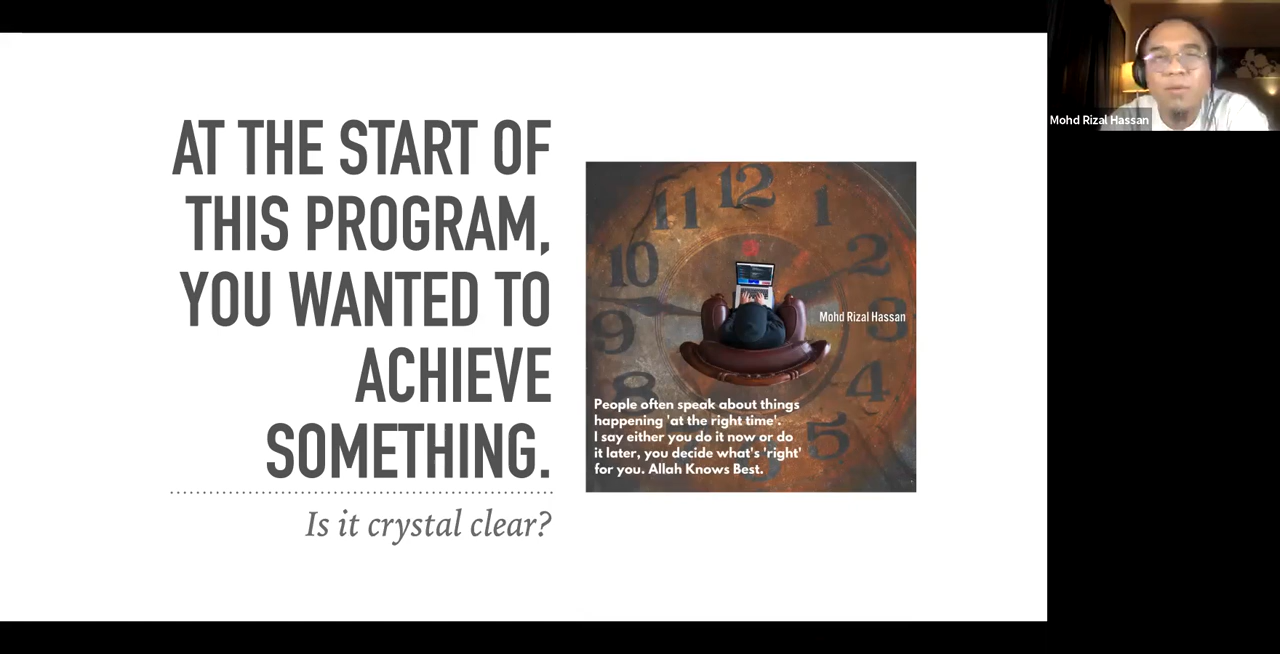 AT THE START OF
THIS PROGRAM,
YOU WANTED TO
ACHIEVE
SOMETHING.
Is it crystal clear?
12
11
1
10
2
9
3
8
4
5
Mohd Rizal Hassan
People often speak about things
happening 'at the right time'.
I say either you do it now or do
it later, you decide what's 'right'
for you. Allah Knows Best.
Mohd Rizal Hassan